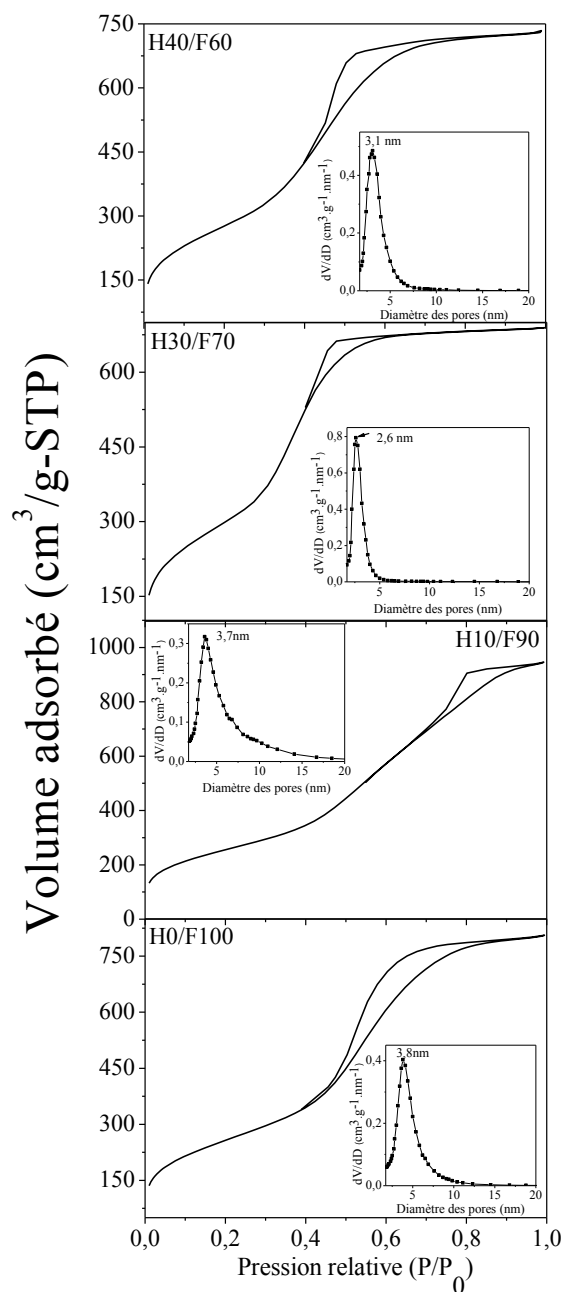 Volume adsorbé (cm³/g-STP)
H40/F60
750
600
450
300
150
3,1 nm
dV/dD (cm³.g⁻¹.nm⁻¹)
0,4
0,2
0,0
5 10 15 20
Diamètre des pores (nm)
H30/F70
600
450
300
150
2,6 nm
dV/dD (cm³.g⁻¹.nm⁻¹)
0,8
0,6
0,4
0,2
0,0
5 10 15 20
Diamètre des pores (nm)
H10/F90
1000
800
600
400
200
0
3,7nm
dV/dD (cm³.g⁻¹.nm⁻¹)
0,3
0,2
0,1
0,0
5 10 15 20
Diamètre des pores (nm)
H0/F100
750
600
450
300
150
3,8nm
dV/dD (cm³.g⁻¹.nm⁻¹)
0,4
0,2
0,0
5 10 15 20
Diamètre des pores (nm)
0,0 0,2 0,4 0,6 0,8 1,0
Pression relative (P/P₀)